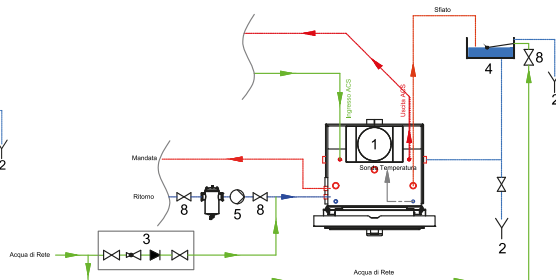 Sfiato
8
4
2
Ingresso ACS
Uscita ACS
1
2
Mandata
Sonda Temperatura
Ritorno
8
5
8
3
2
Acqua di Rete
Acqua di Rete